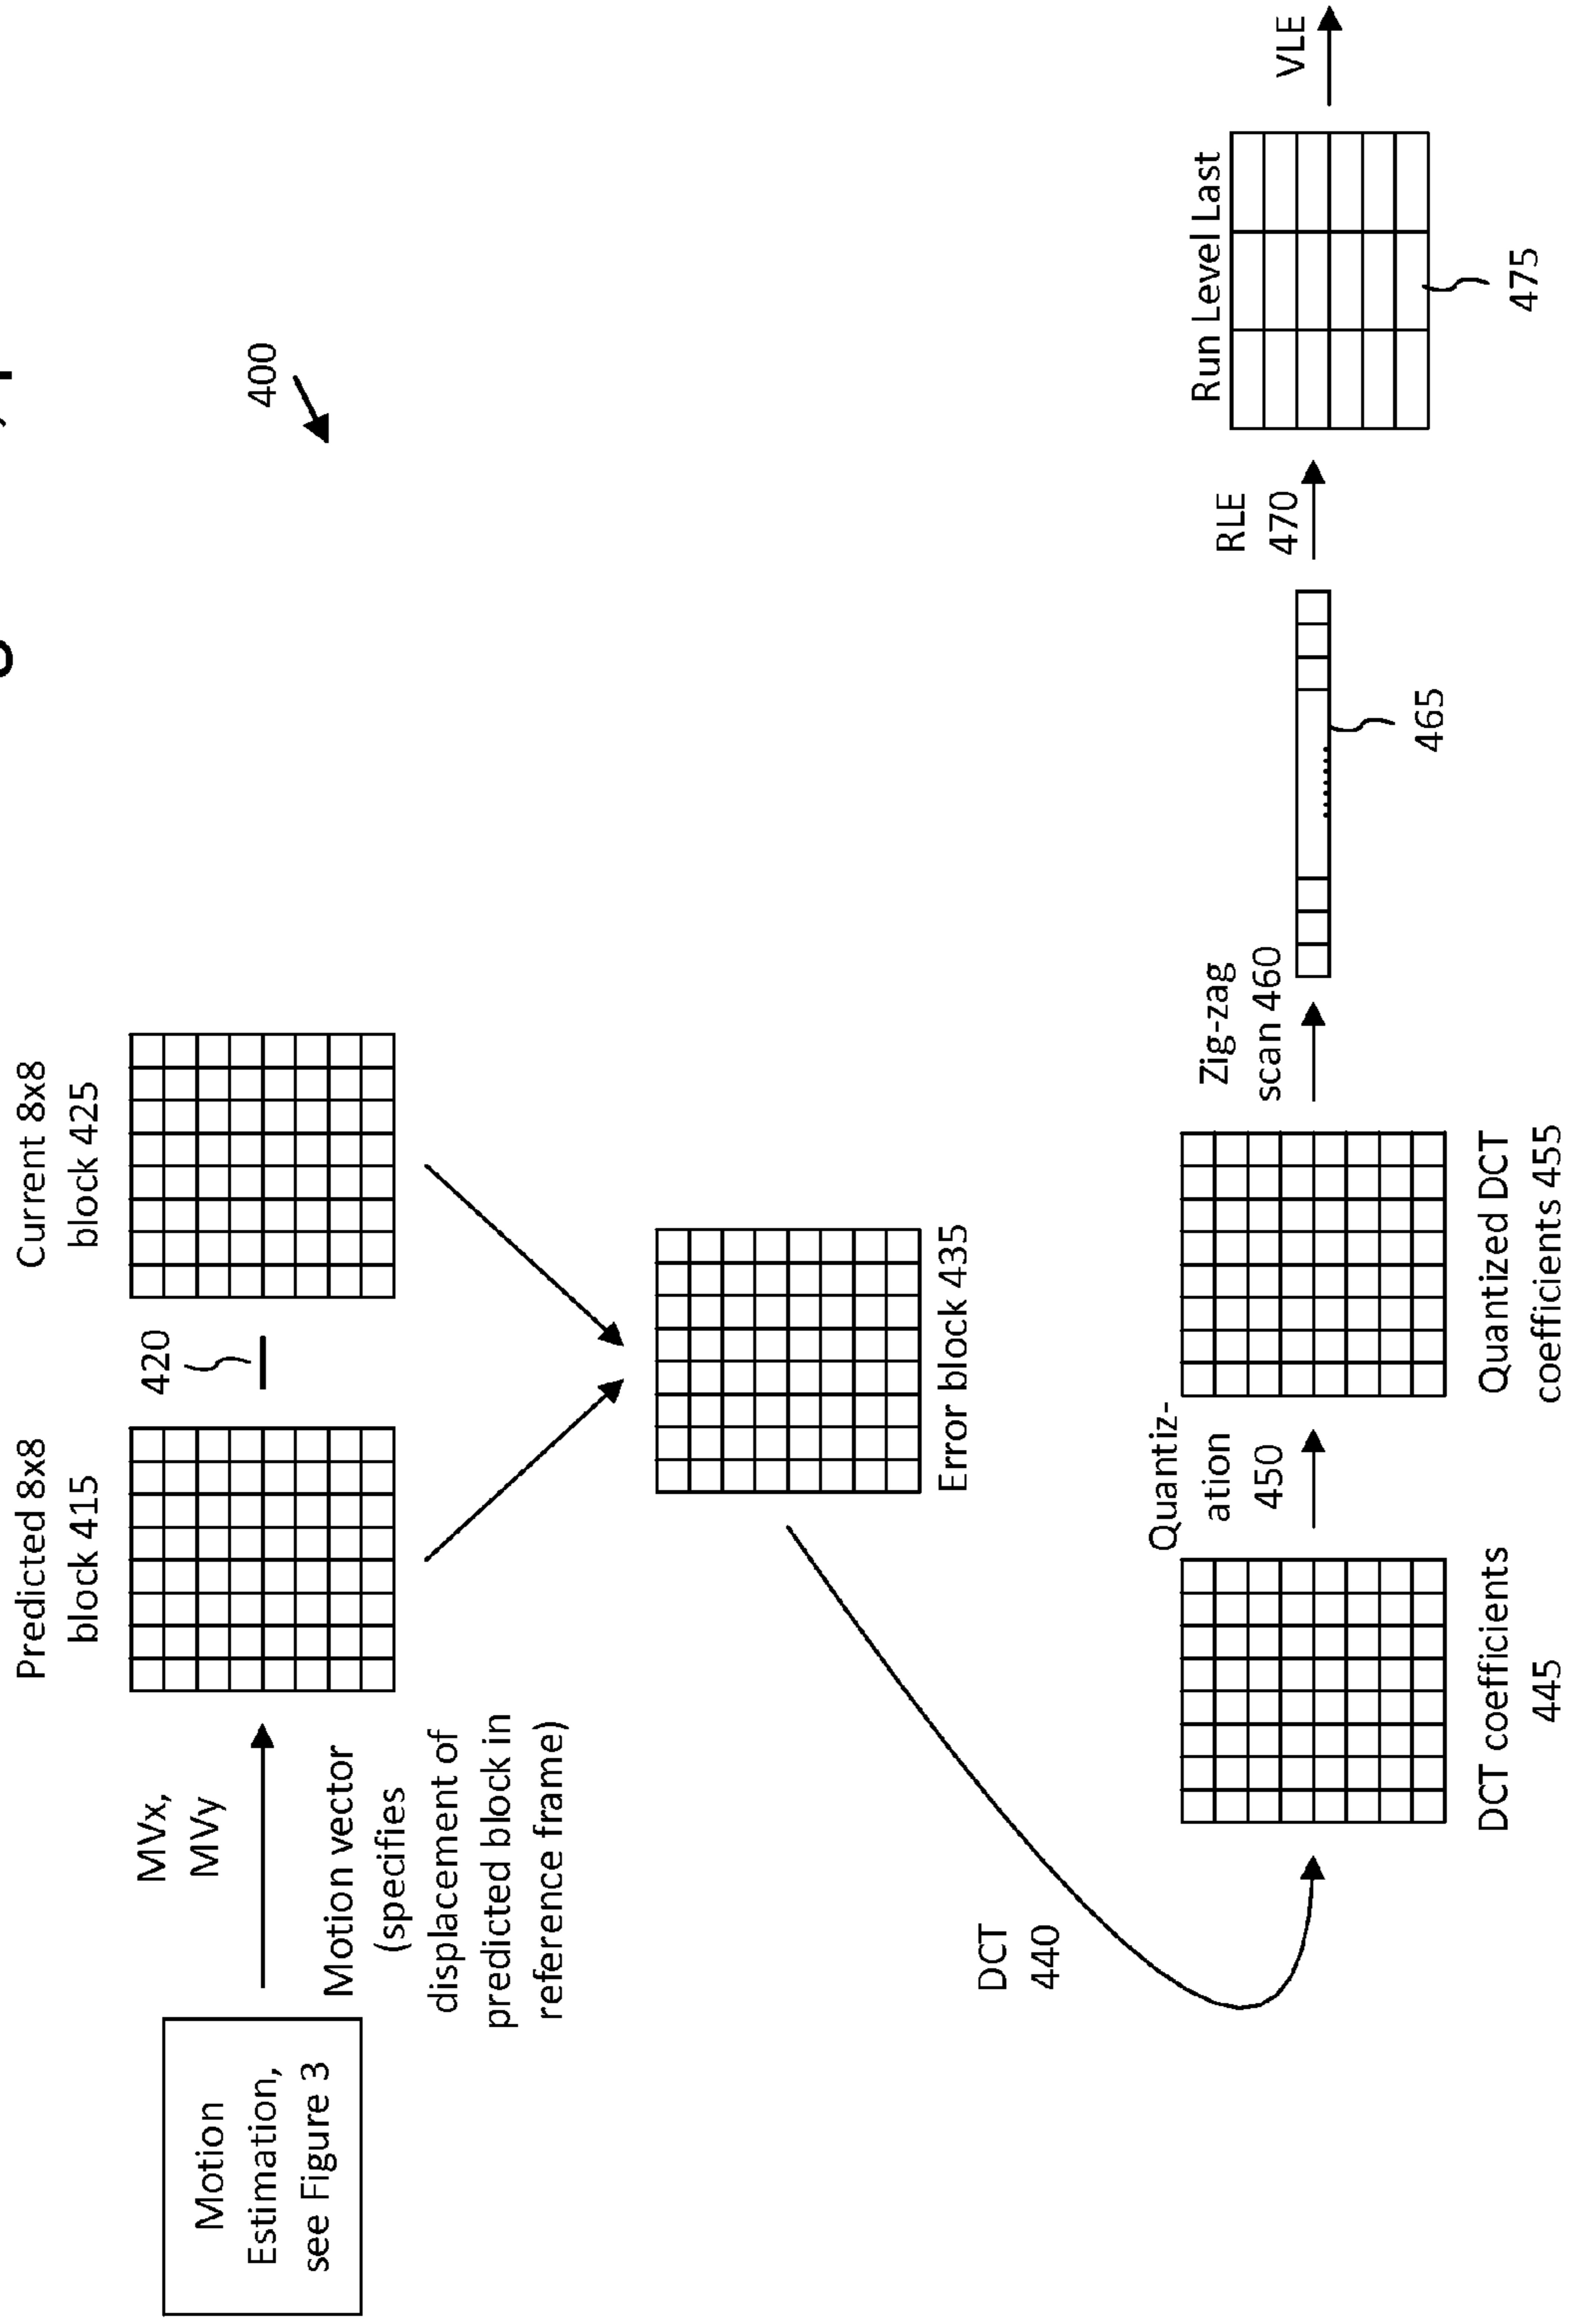 400
Motion
Estimation,
see Figure 3
MVx,
MVy
Motion vector
(specifies
displacement of
predicted block in
reference frame)
Predicted 8x8
block 415
420
Current 8x8
block 425
Error block 435
DCT
440
DCT coefficients
445
Quantiz-
ation
450
Quantized DCT
coefficients 455
Zig-zag
scan 460
465
RLE
470
Run Level Last
475
VLE